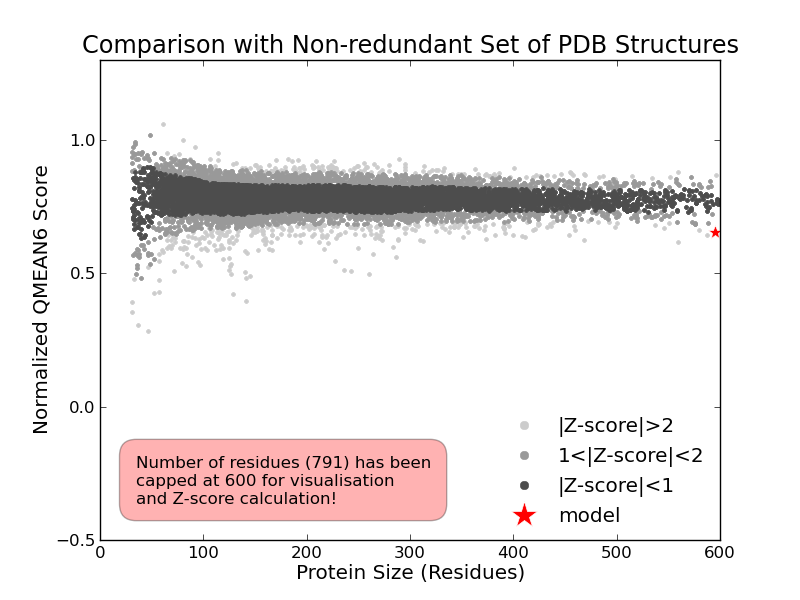 Comparison with Non-redundant Set of PDB Structures
Normalized QMEAN6 Score
1.0
0.5
0.0
−0.5
|Z-score|>2
1<|Z-score|<2
|Z-score|<1
model
Number of residues (791) has been
capped at 600 for visualisation
and Z-score calculation!
0 100 200 300 400 500 600
Protein Size (Residues)